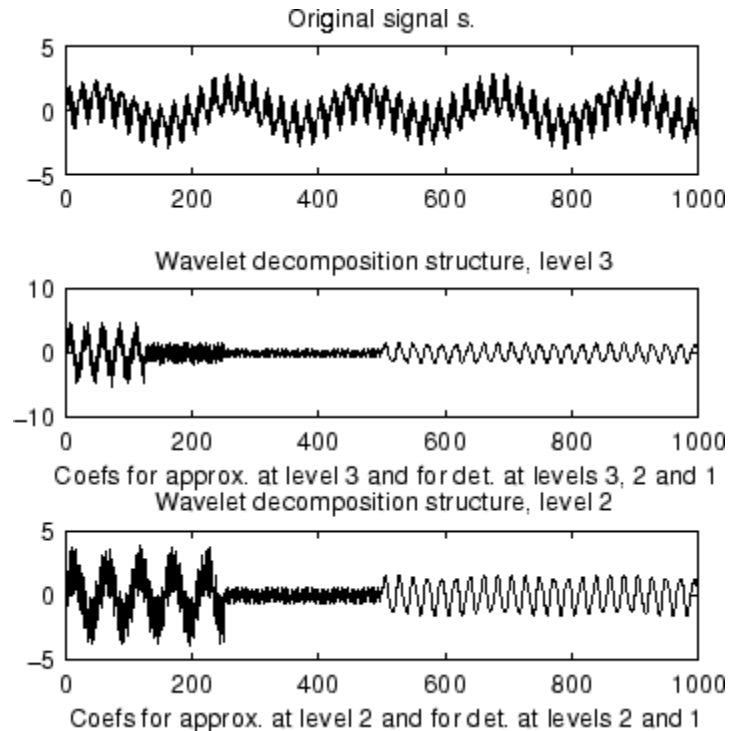 Original signal s.
5
0
−5
0 200 400 600 800 1000
Wavelet decomposition structure, level 3
10
0
−10
0 200 400 600 800 1000
Coefs for approx. at level 3 and for det. at levels 3, 2 and 1
Wavelet decomposition structure, level 2
5
0
−5
0 200 400 600 800 1000
Coefs for approx. at level 2 and for det. at levels 2 and 1